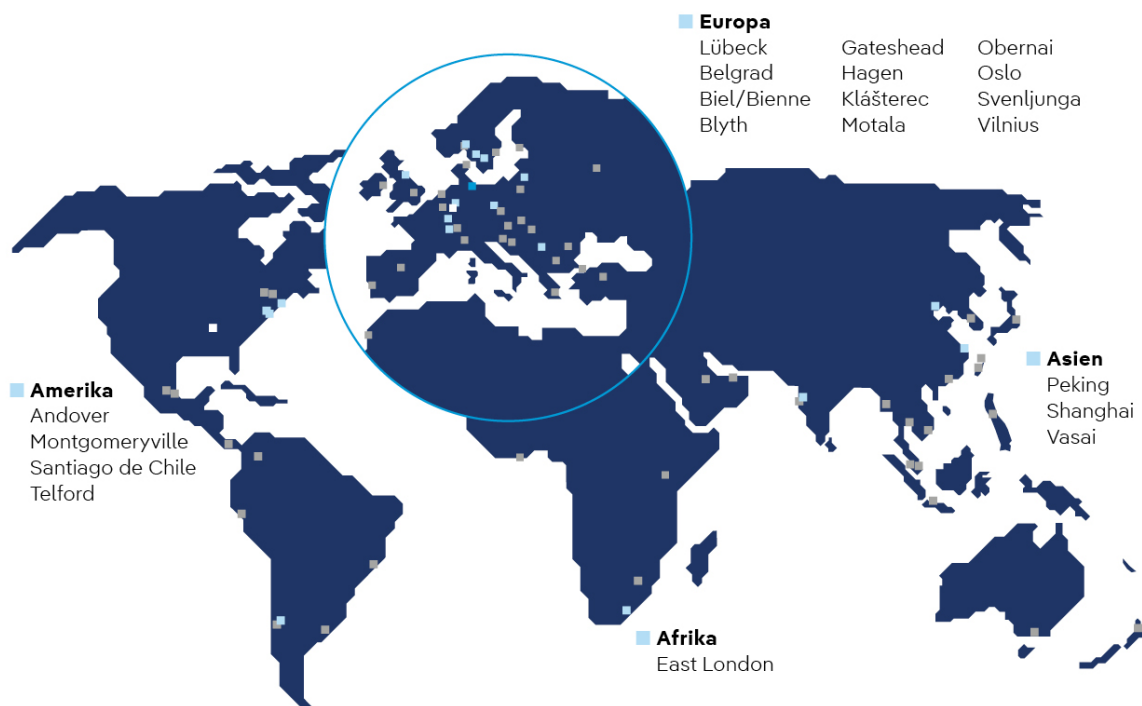 Europa
Lübeck Gateshead Obernai
Belgrad Hagen Oslo
Biel/Bienne Klášterec Svenljunga
Blyth Motala Vilnius
Amerika
Andover
Montgomeryville
Santiago de Chile
Telford
Asien
Peking
Shanghai
Vasai
Afrika
East London